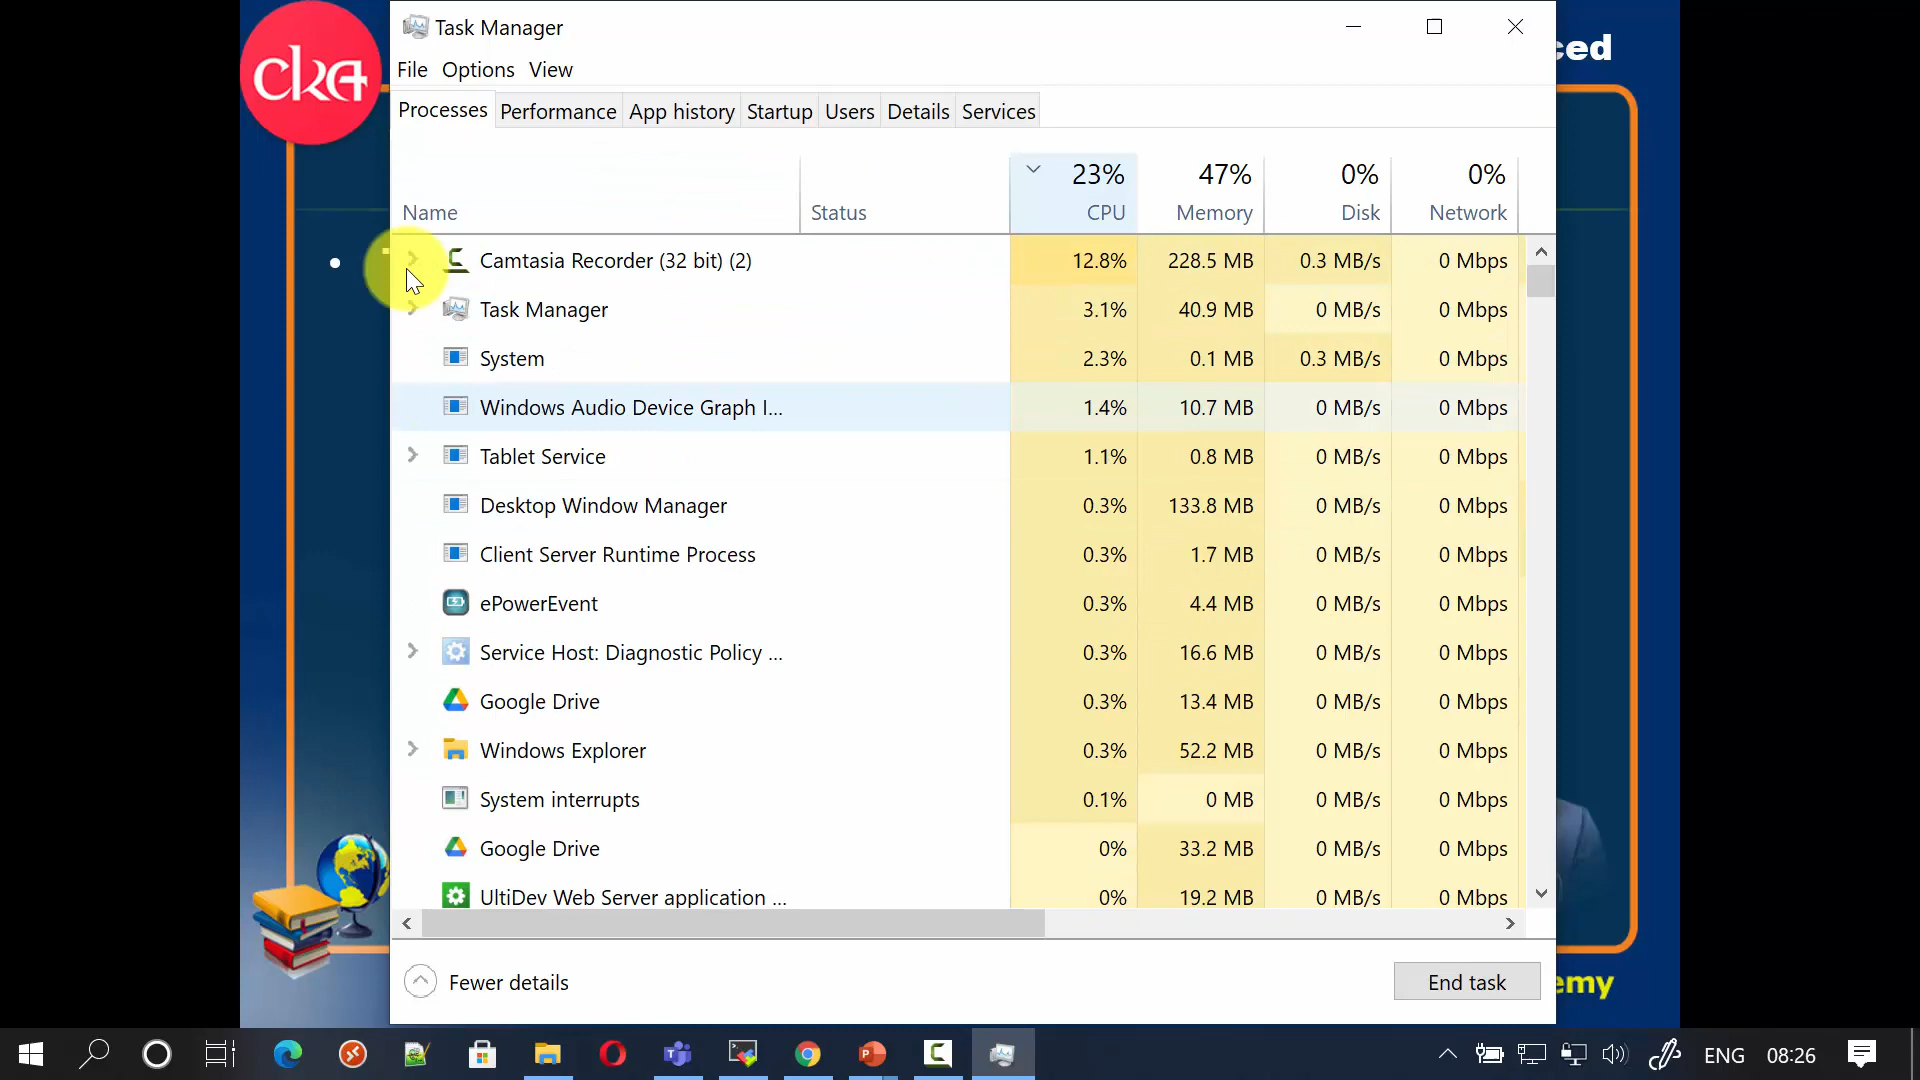 cka
Task Manager
ced
File Options View
Processes Performance App history Startup Users Details Services
23% 47% 0% 0%
Name Status CPU Memory Disk Network
Camtasia Recorder (32 bit) (2) 12.8% 228.5 MB 0.3 MB/s 0 Mbps
Task Manager 3.1% 40.9 MB 0 MB/s 0 Mbps
System 2.3% 0.1 MB 0.3 MB/s 0 Mbps
Windows Audio Device Graph I... 1.4% 10.7 MB 0 MB/s 0 Mbps
Tablet Service 1.1% 0.8 MB 0 MB/s 0 Mbps
Desktop Window Manager 0.3% 133.8 MB 0 MB/s 0 Mbps
Client Server Runtime Process 0.3% 1.7 MB 0 MB/s 0 Mbps
ePowerEvent 0.3% 4.4 MB 0 MB/s 0 Mbps
Service Host: Diagnostic Policy ... 0.3% 16.6 MB 0 MB/s 0 Mbps
Google Drive 0.3% 13.4 MB 0 MB/s 0 Mbps
Windows Explorer 0.3% 52.2 MB 0 MB/s 0 Mbps
System interrupts 0.1% 0 MB 0 MB/s 0 Mbps
Google Drive 0% 33.2 MB 0 MB/s 0 Mbps
UltiDev Web Server application ... 0% 19.2 MB 0 MB/s 0 Mbps
Fewer details End task
emy
ENG 08:26